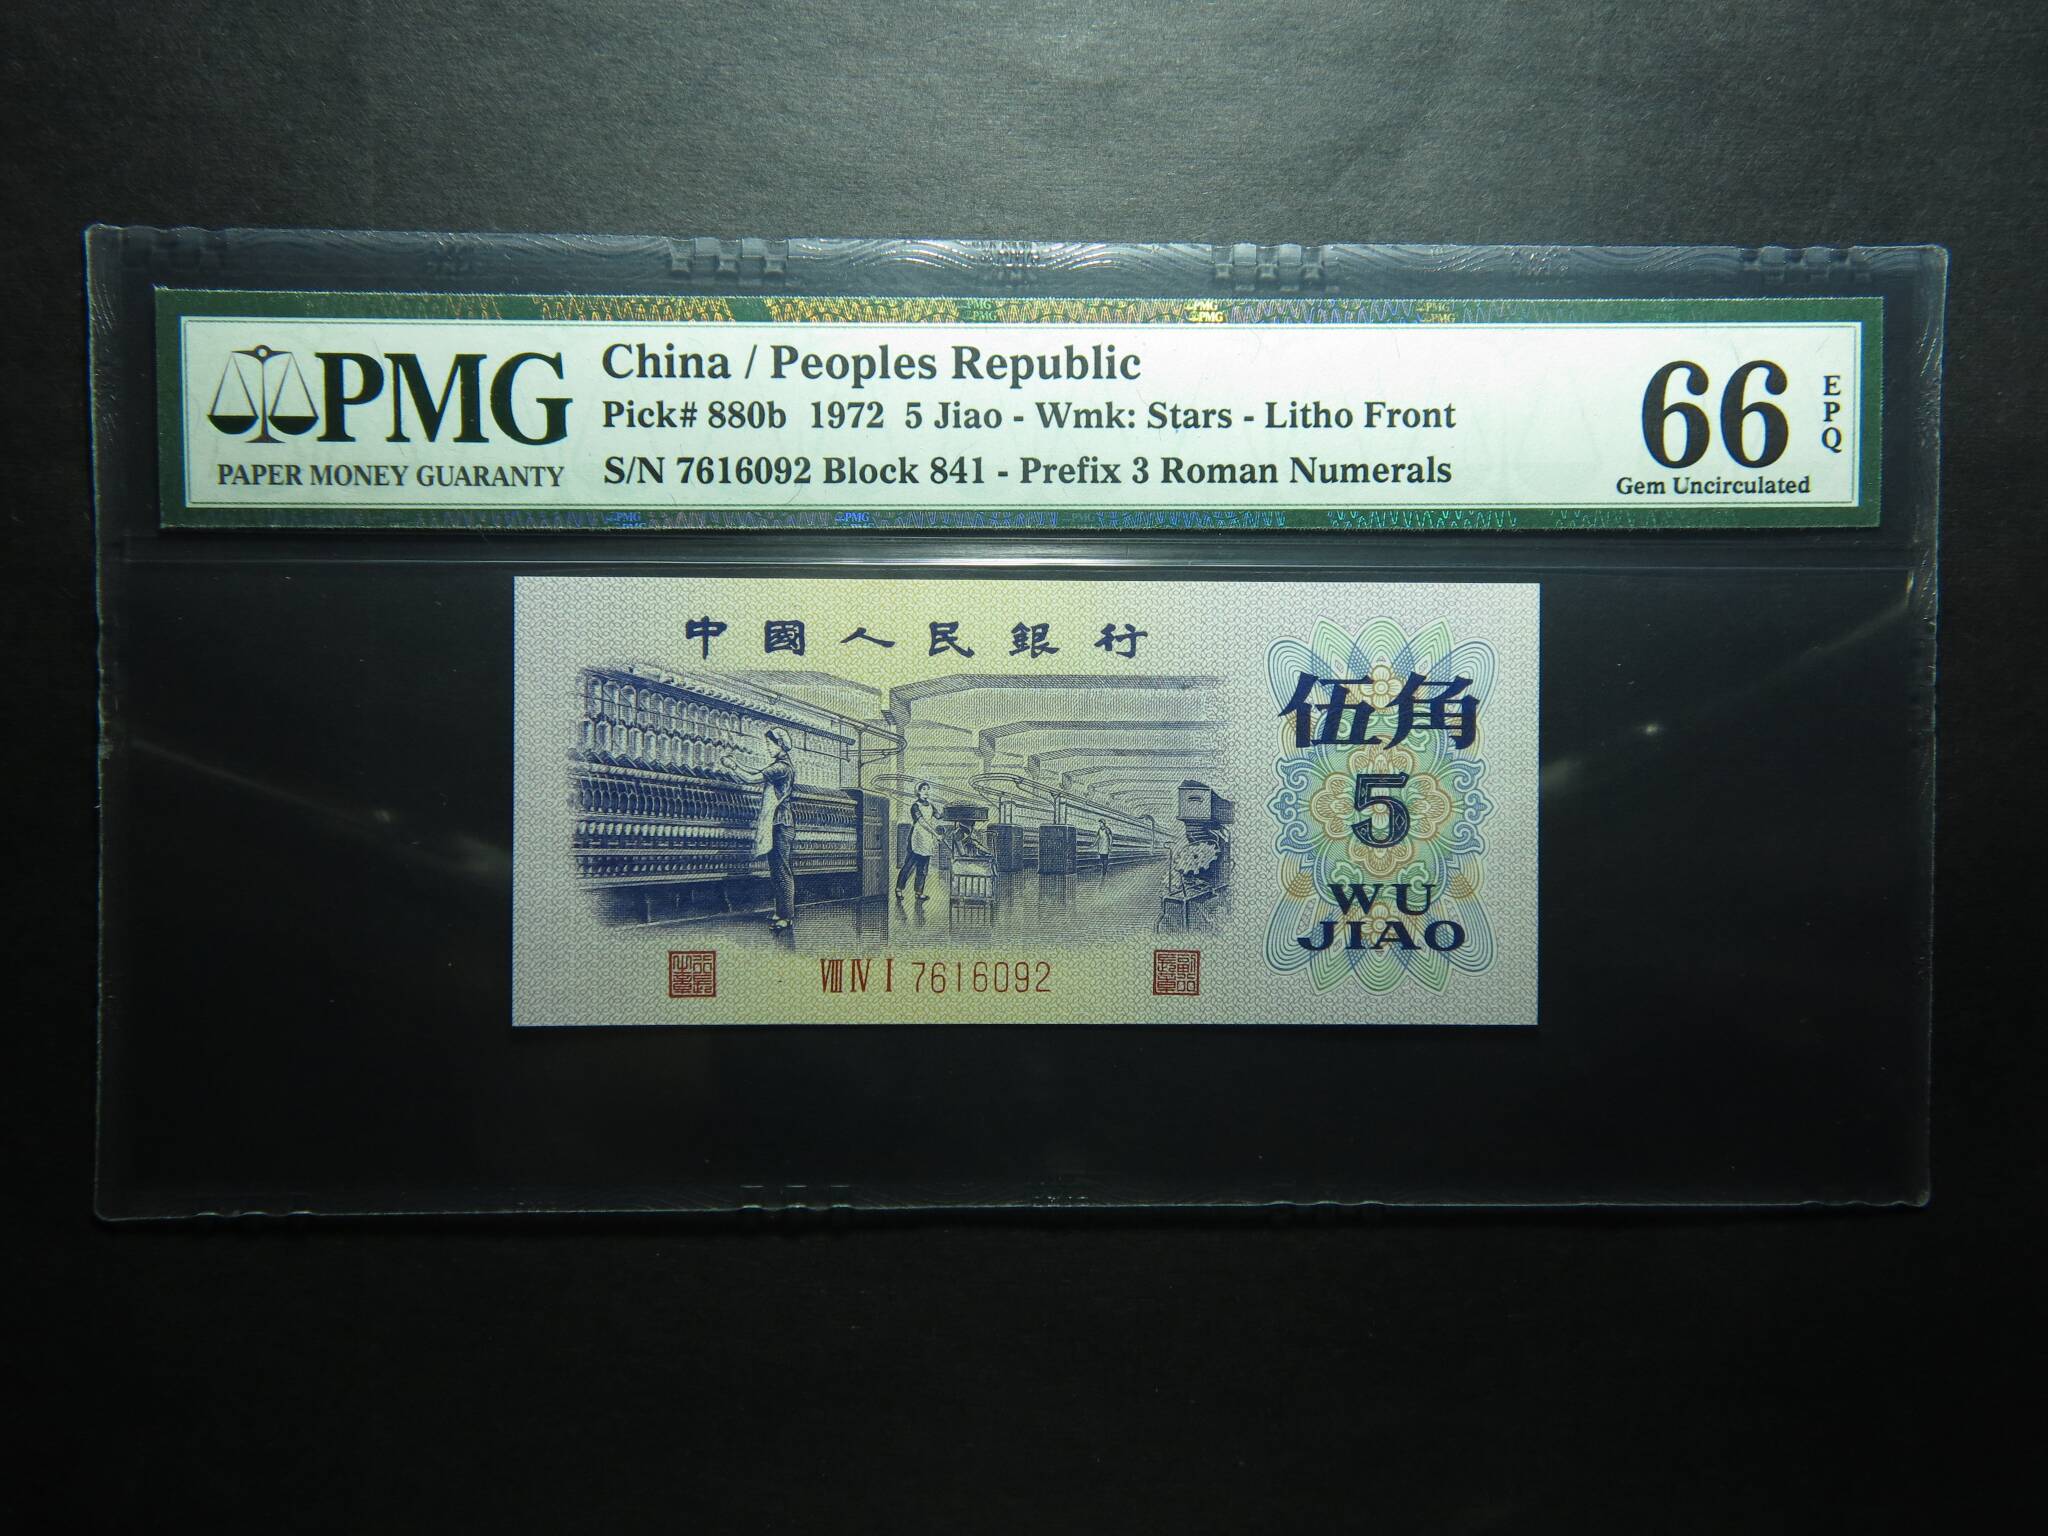 PMG
PAPER MONEY GUARANTY
China / Peoples Republic
Pick# 880b 1972 5 Jiao - Wmk: Stars - Litho Front
S/N 7616092 Block 841 - Prefix 3 Roman Numerals
66
EPQ
Gem Uncirculated
中國人民銀行
伍角
5
WU
JIAO
VIII IV I 7616092